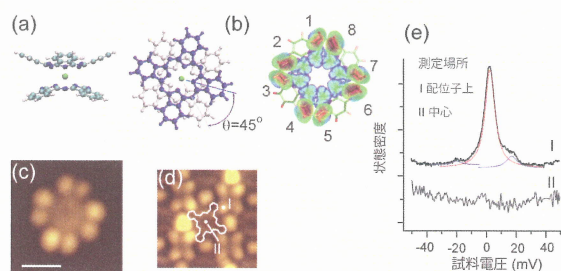 (a)
θ=45°
(b)
1
2
3
4
5
6
7
8
(c)
(d)
I
II
(e)
測定場所
I 配位子上
II 中心
I
II
状態密度
-40 -20 0 20 40
試料電圧 (mV)